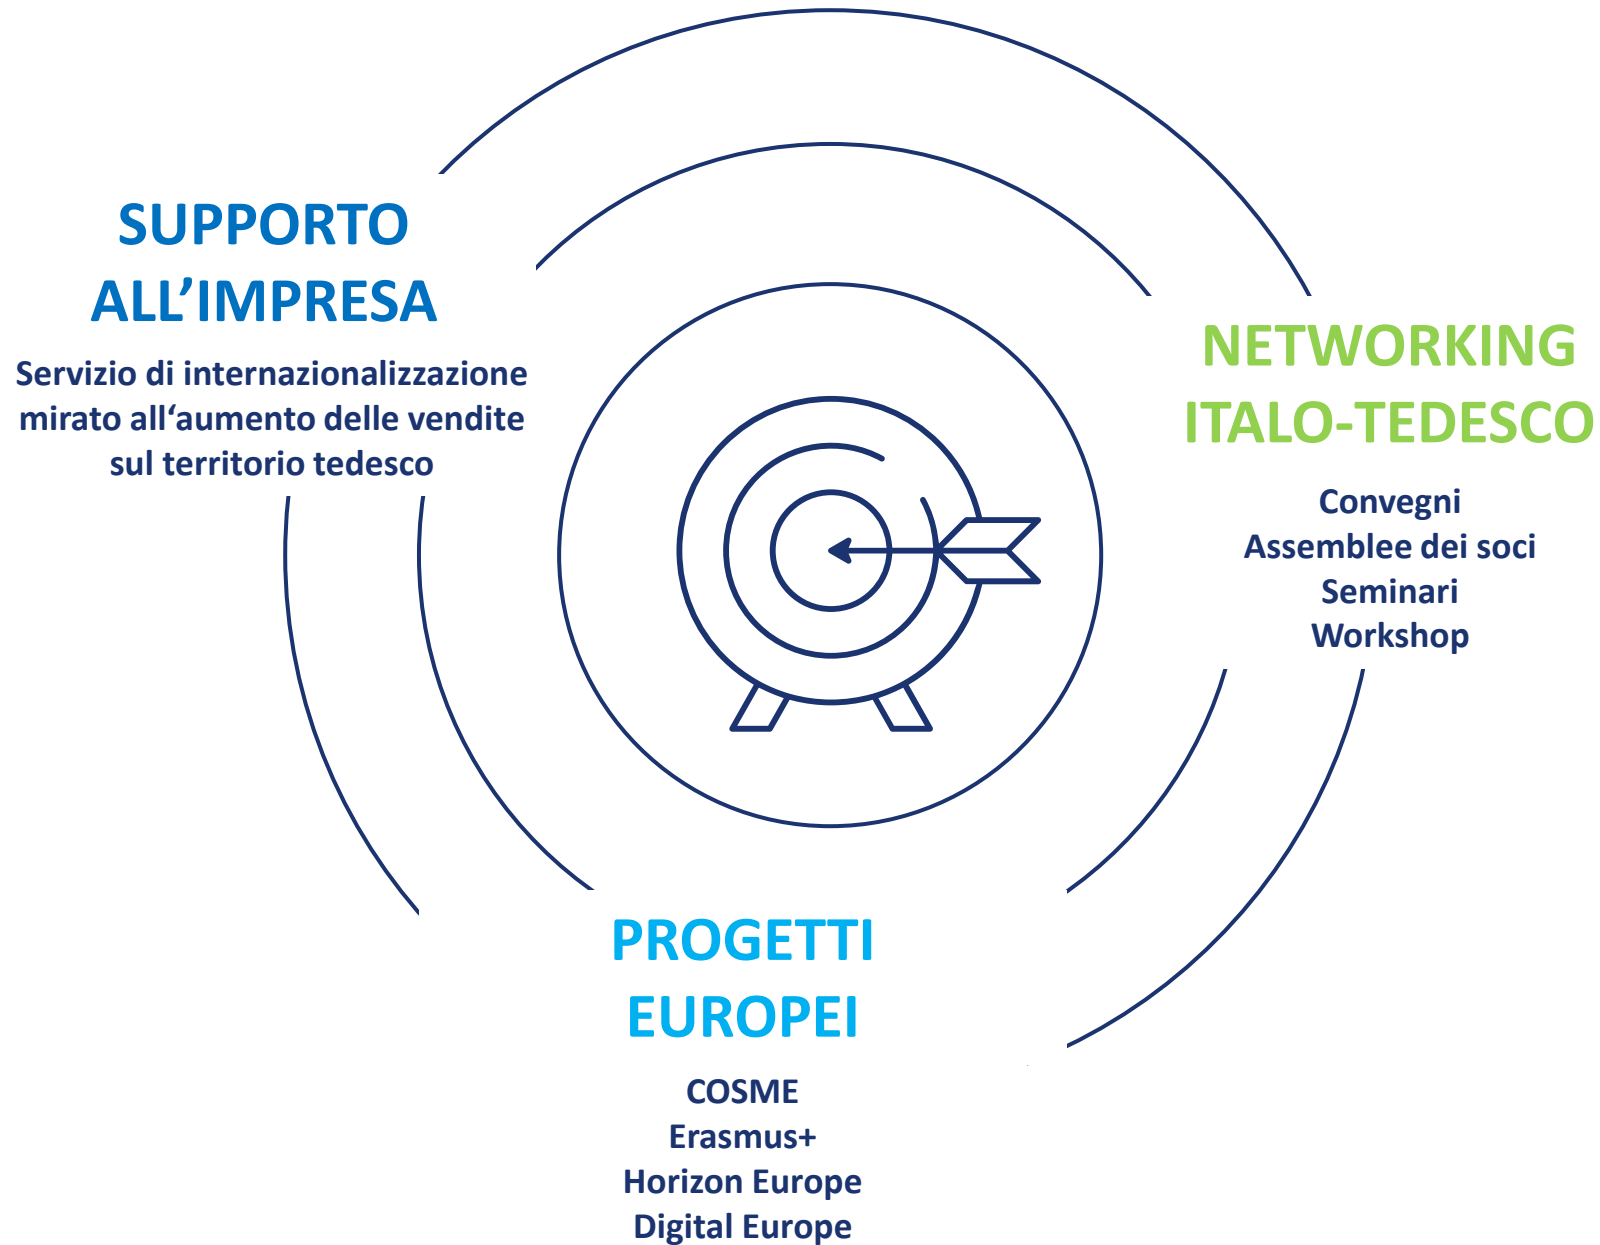 SUPPORTO
ALL’IMPRESA
Servizio di internazionalizzazione
mirato all‘aumento delle vendite
sul territorio tedesco
NETWORKING
ITALO-TEDESCO
Convegni
Assemblee dei soci
Seminari
Workshop
PROGETTI
EUROPEI
COSME
Erasmus+
Horizon Europe
Digital Europe